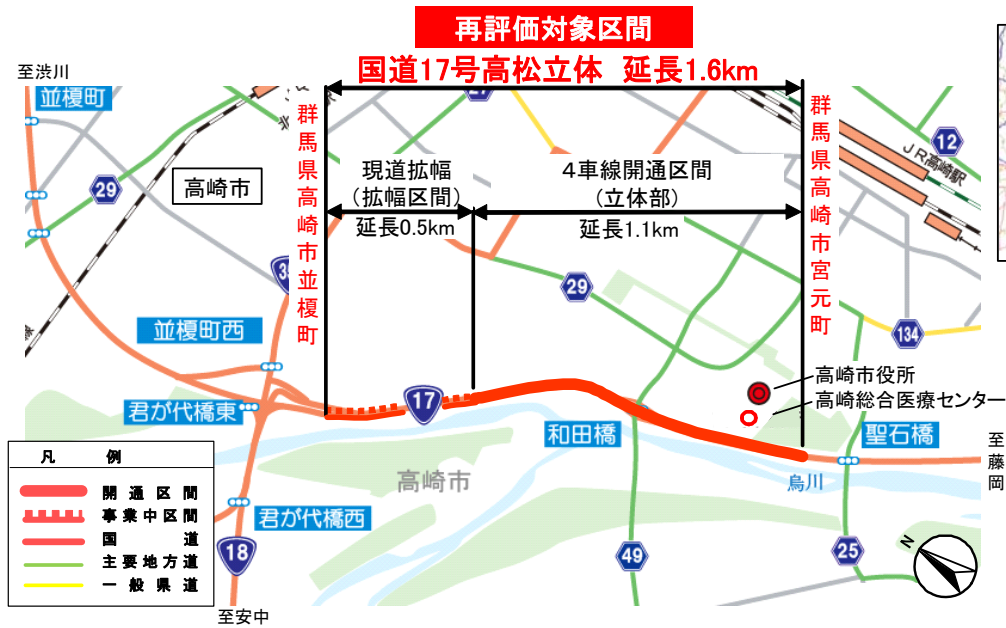 再評価対象区間
国道17号高松立体 延長1.6km
至渋川
並榎町
群馬県高崎市並榎町
群馬県高崎市宮元町
12
JR高崎駅
29
高崎市
現道拡幅
(拡幅区間)
延長0.5km
4車線開通区間
(立体部)
延長1.1km
29
134
並榎町西
君が代橋東
17
和田橋
高崎市役所
高崎総合医療センター
聖石橋
至藤岡
烏川
高崎市
凡 例
開通区間
事業中区間
国道
主要地方道
一般県道
君が代橋西
18
49
25
N
至安中